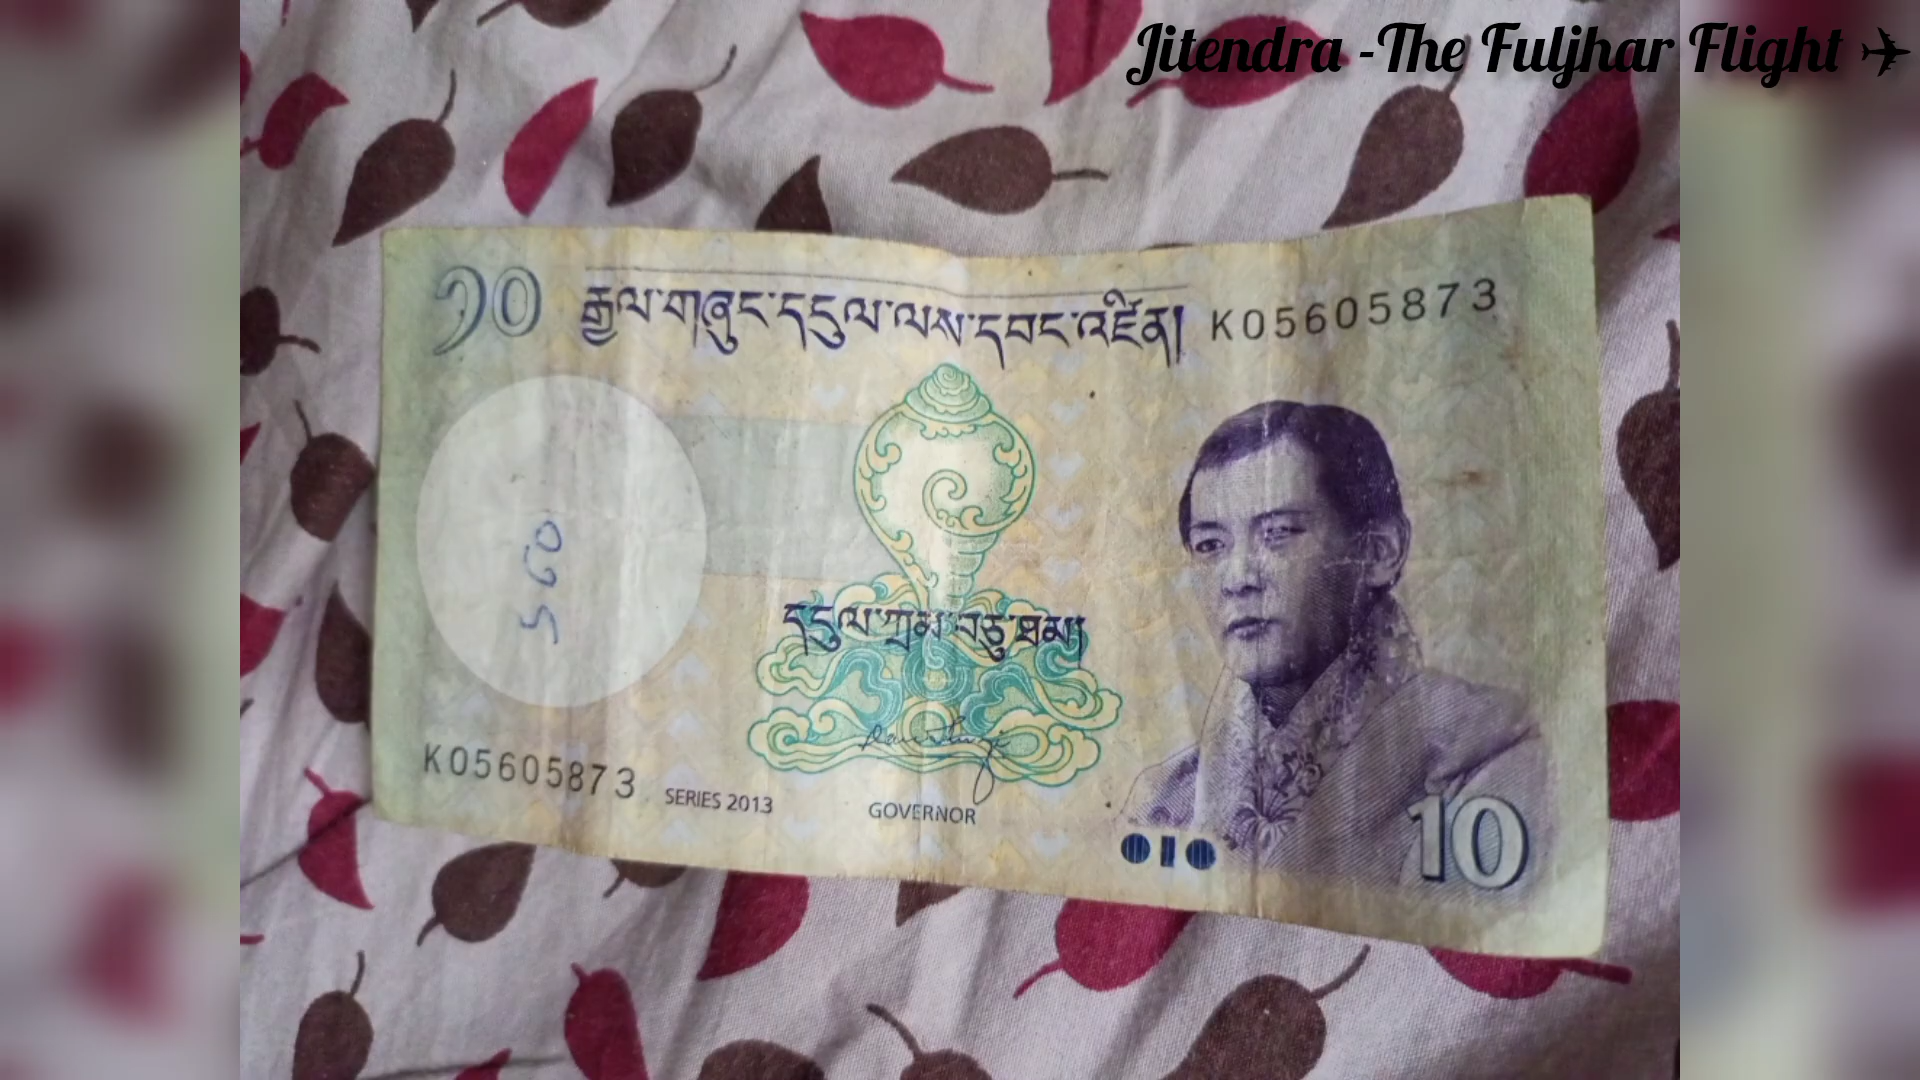 Jitendra -The Fuljhar Flight ✈
༡༠ རྒྱལ་གཞུང་དངུལ་ལས་དབང་འཛིན། K05605873
དངུལ་ཀྲམ་བཅུ་ཐམ།
K05605873 SERIES 2013 GOVERNOR
10